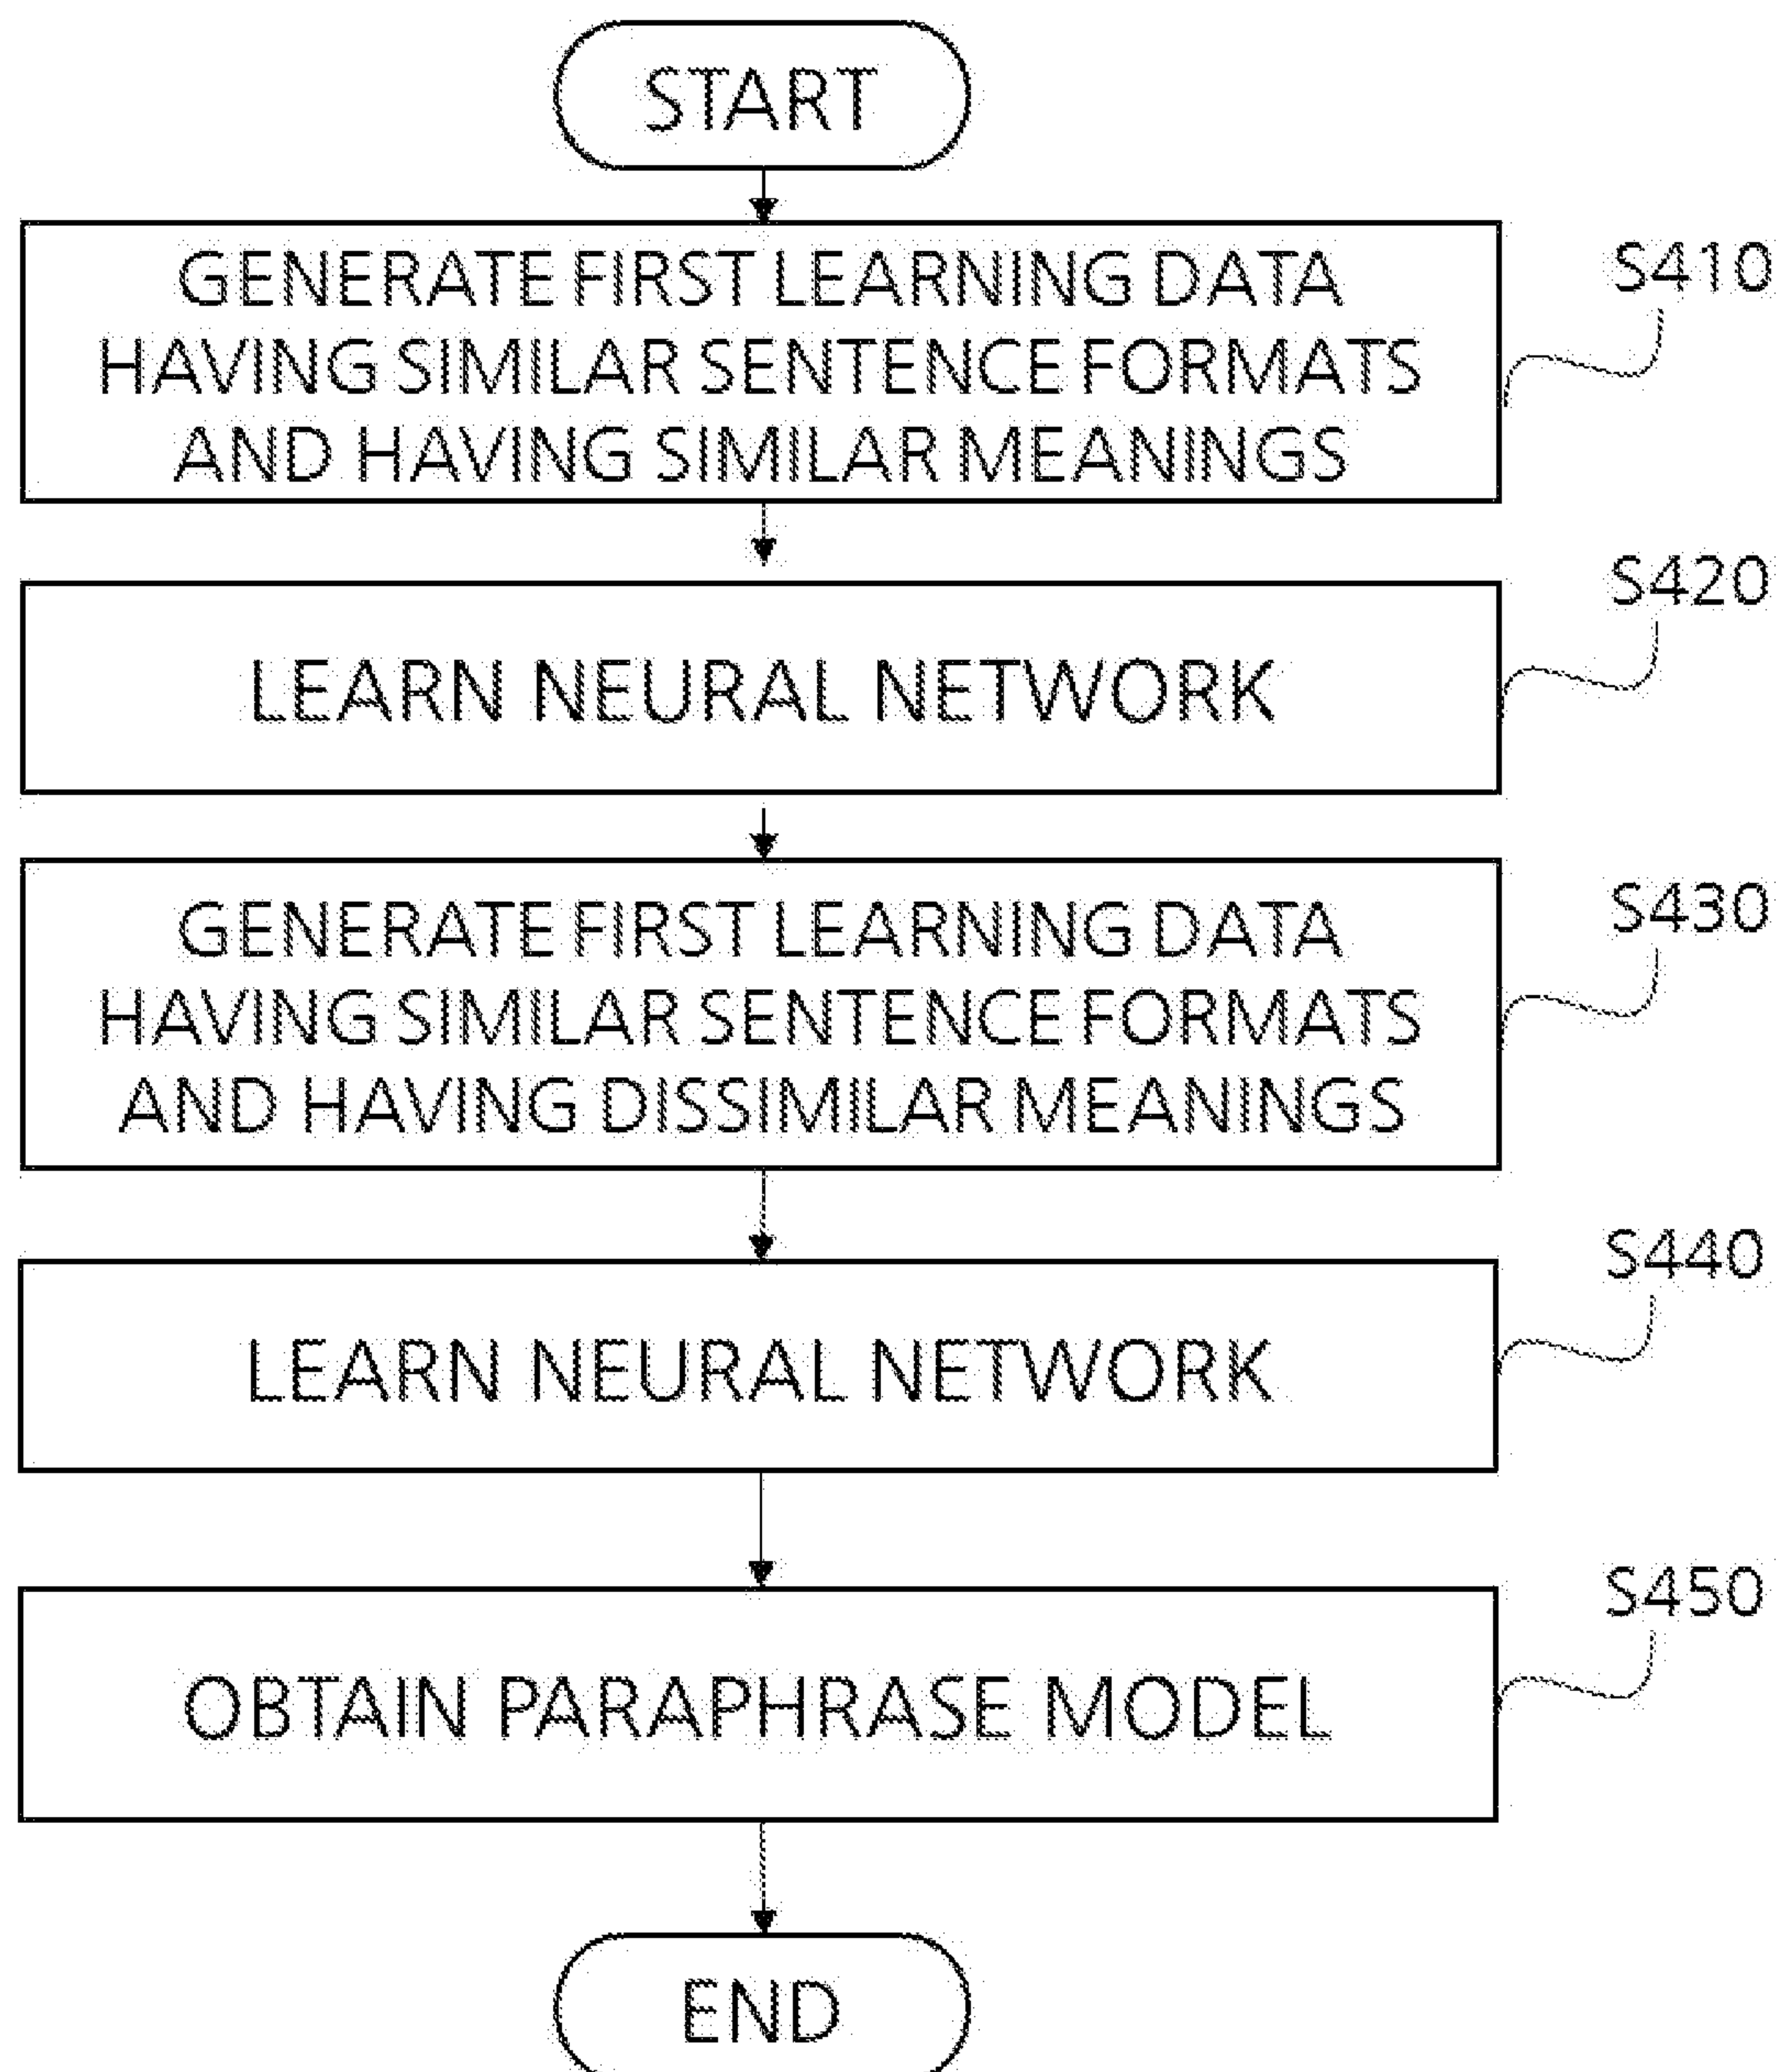 START
GENERATE FIRST LEARNING DATA
HAVING SIMILAR SENTENCE FORMATS
AND HAVING SIMILAR MEANINGS
S410
LEARN NEURAL NETWORK
S420
GENERATE FIRST LEARNING DATA
HAVING SIMILAR SENTENCE FORMATS
AND HAVING DISSIMILAR MEANINGS
S430
LEARN NEURAL NETWORK
S440
OBTAIN PARAPHRASE MODEL
S450
END